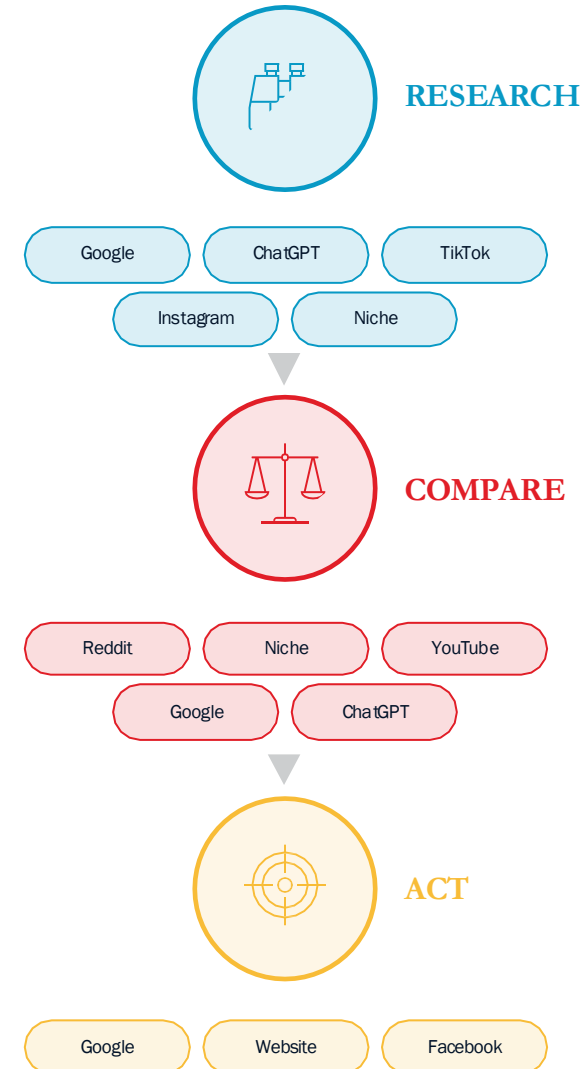 RESEARCH
Google ChatGPT TikTok
Instagram Niche
COMPARE
Reddit Niche YouTube
Google ChatGPT
ACT
Google Website Facebook